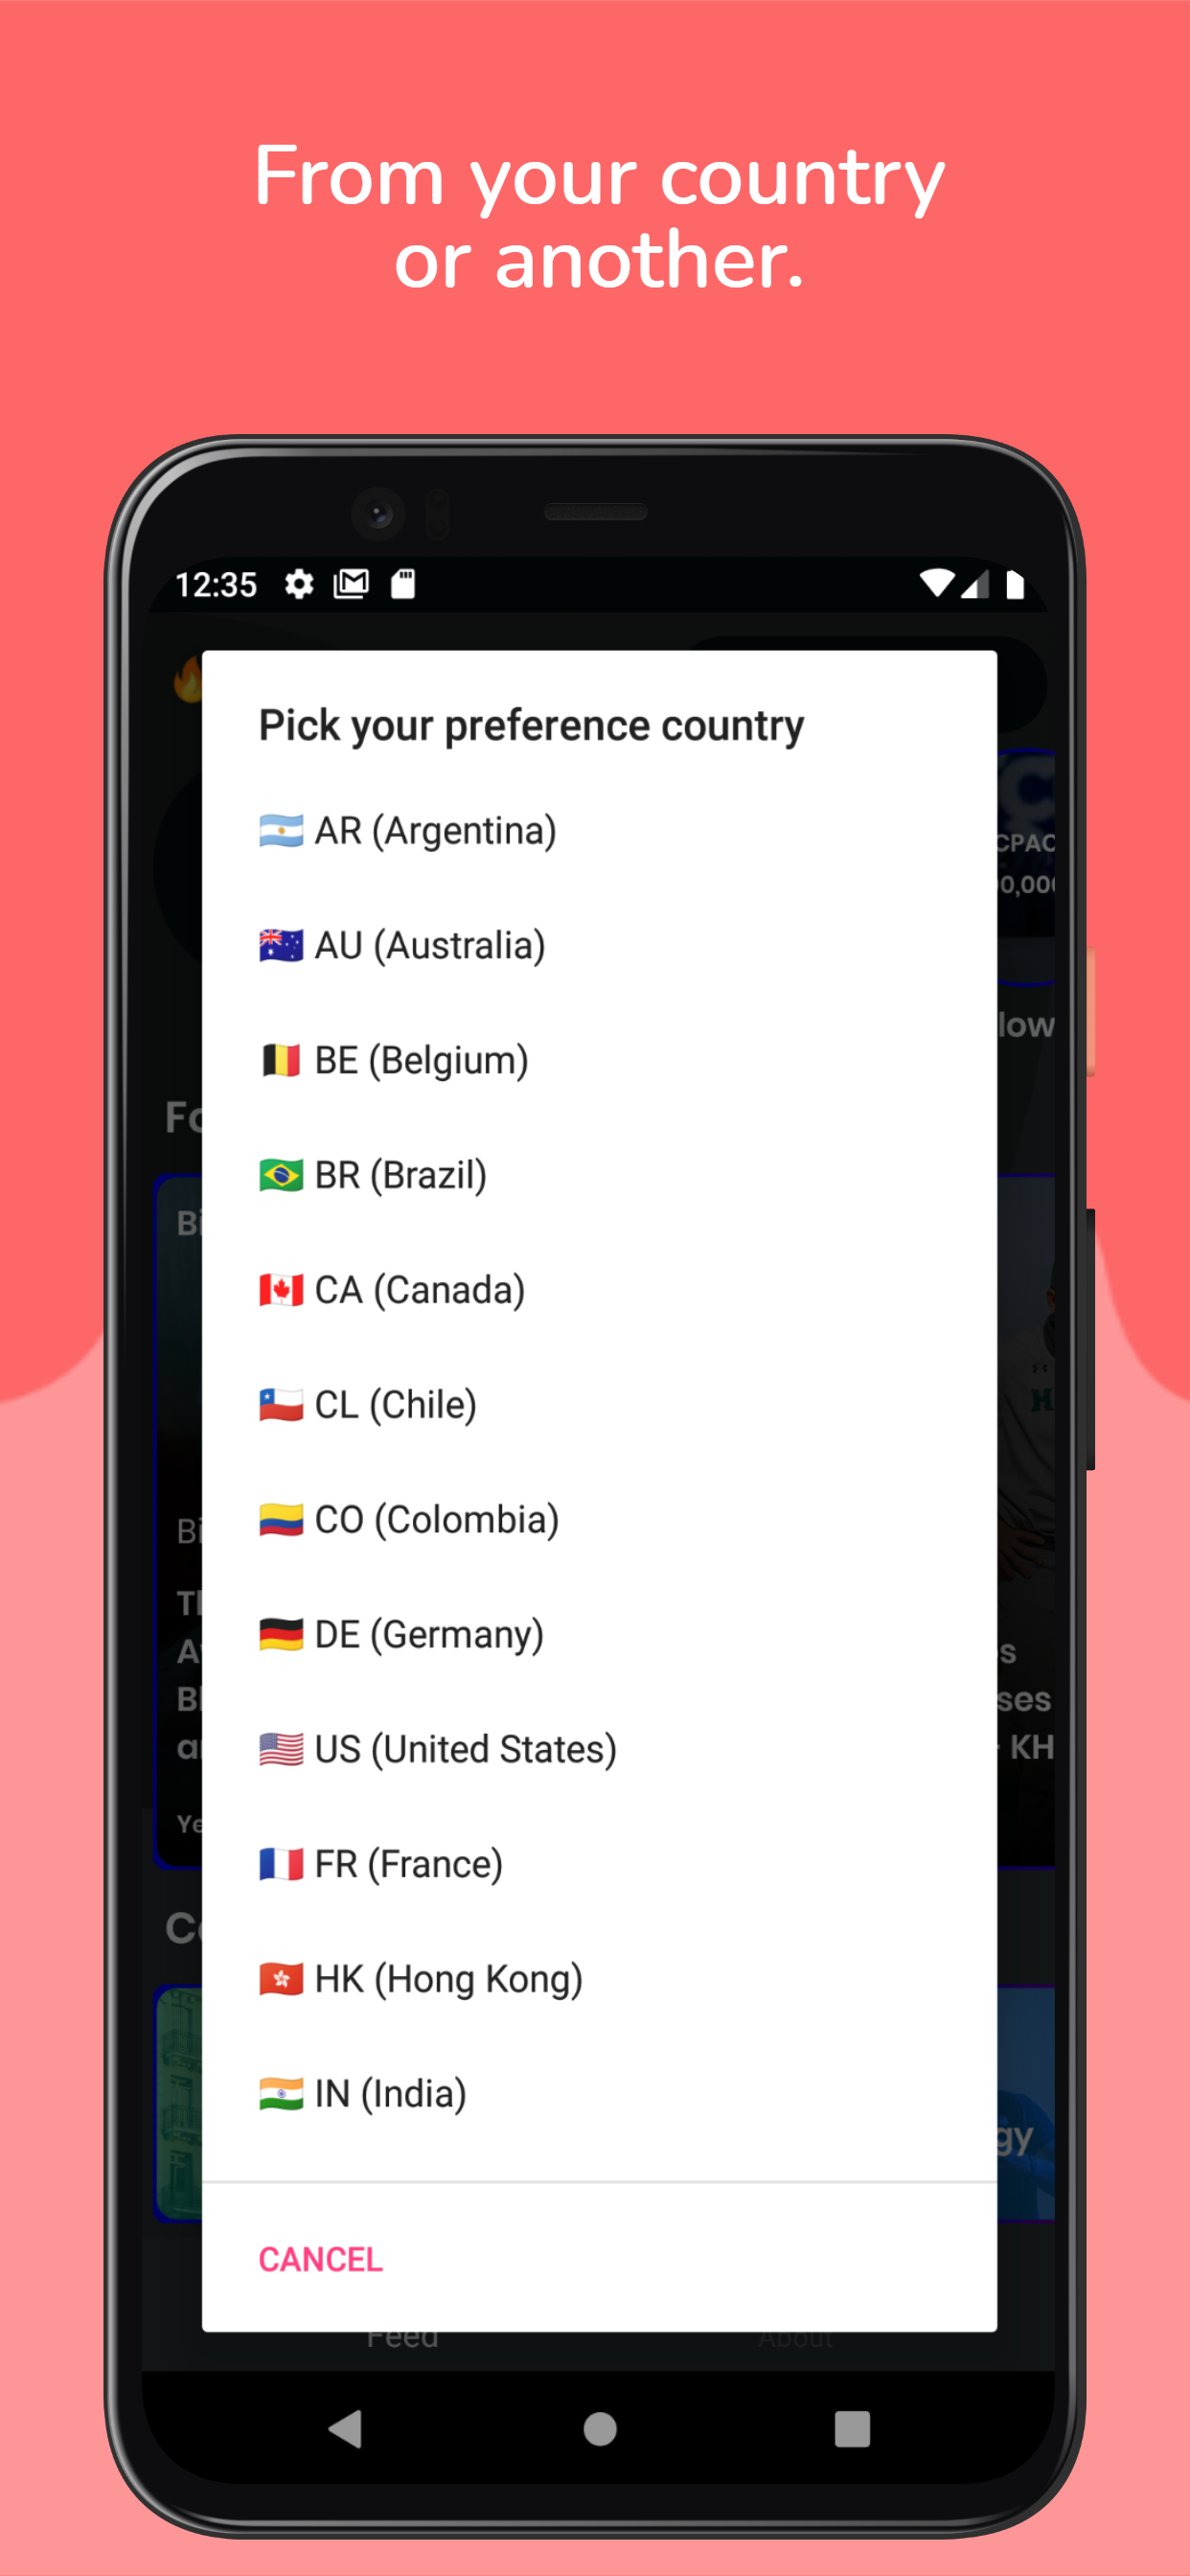 From your country
or another.
12:35
Pick your preference country
AR (Argentina)
CPAC
AU (Australia)
BE (Belgium)
BR (Brazil)
CA (Canada)
CL (Chile)
CO (Colombia)
DE (Germany)
US (United States)
FR (France)
HK (Hong Kong)
IN (India)
CANCEL
Feed
About